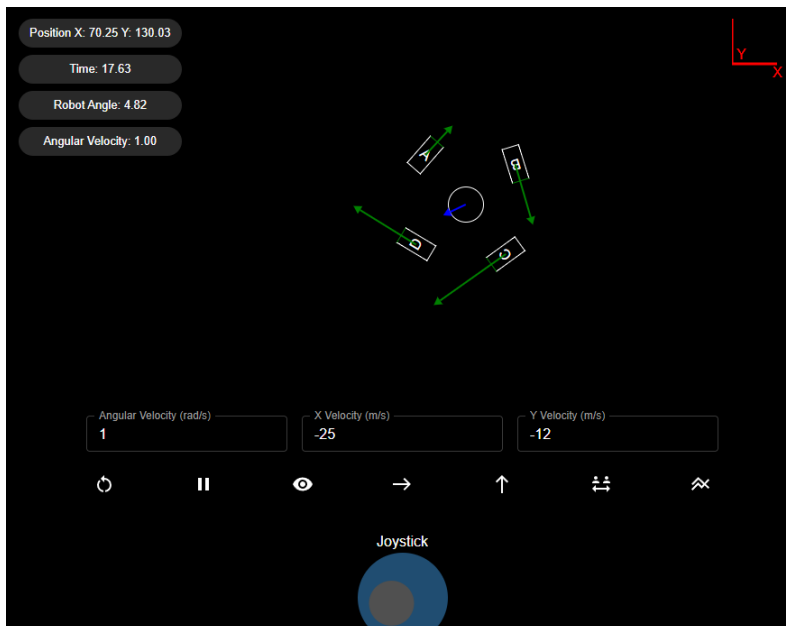 Position X: 70.25 Y: 130.03
Time: 17.63
Robot Angle: 4.82
Angular Velocity: 1.00
Y
X
A
B
D
C
Angular Velocity (rad/s)
1
X Velocity (m/s)
-25
Y Velocity (m/s)
-12
Joystick